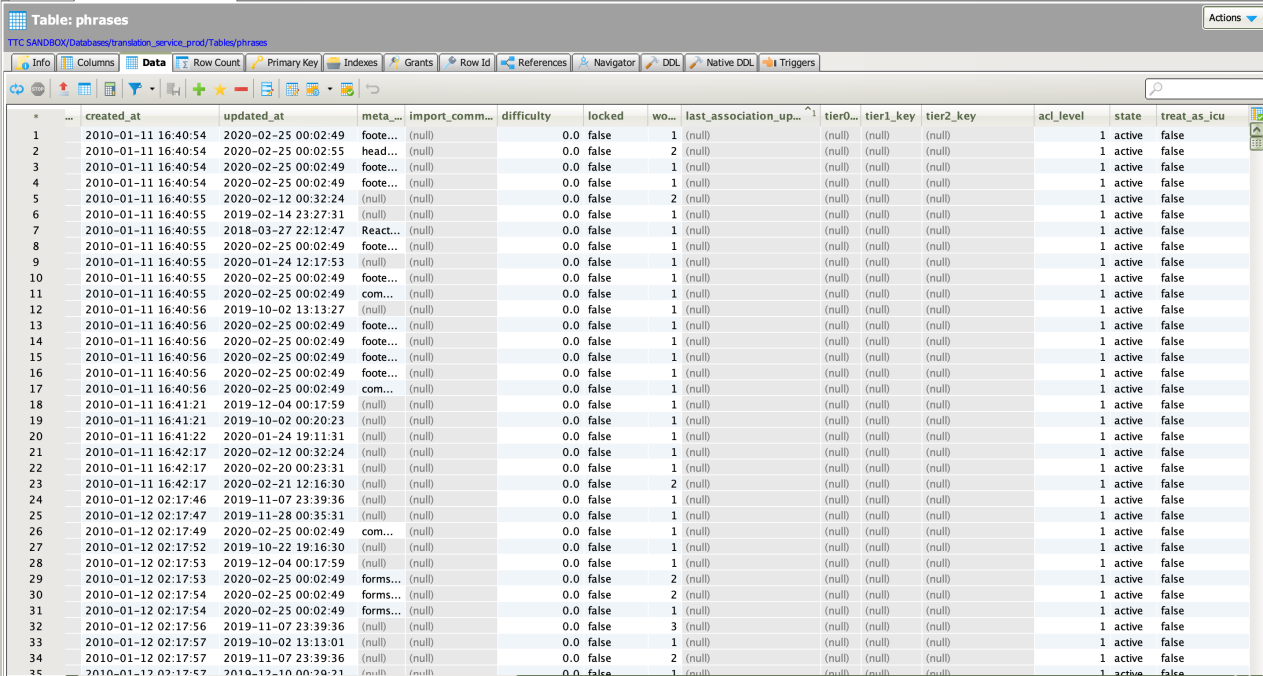 Table: phrases
Actions
TTC SANDBOX/Databases/translation_service_prod/Tables/phrases
Info Columns Data Row Count Primary Key Indexes Grants Row Id References Navigator DDL Native DDL Triggers
* ... created_at updated_at meta_... import_comm... difficulty locked wo... last_association_up... 1 tier0... tier1_key tier2_key acl_level state treat_as_icu
1 2010-01-11 16:40:54 2020-02-25 00:02:49 foote... (null) 0.0 false 1 (null) (null) (null) (null) 1 active false
2 2010-01-11 16:40:54 2020-02-25 00:02:55 head... (null) 0.0 false 2 (null) (null) (null) (null) 1 active false
3 2010-01-11 16:40:54 2020-02-25 00:02:49 foote... (null) 0.0 false 1 (null) (null) (null) (null) 1 active false
4 2010-01-11 16:40:54 2020-02-25 00:02:49 foote... (null) 0.0 false 1 (null) (null) (null) (null) 1 active false
5 2010-01-11 16:40:55 2020-02-12 00:32:24 (null) (null) 0.0 false 2 (null) (null) (null) (null) 1 active false
6 2010-01-11 16:40:55 2019-02-14 23:27:31 (null) (null) 0.0 false 1 (null) (null) (null) (null) 1 active false
7 2010-01-11 16:40:55 2018-03-27 22:12:47 React... (null) 0.0 false 1 (null) (null) (null) (null) 1 active false
8 2010-01-11 16:40:55 2020-02-25 00:02:49 foote... (null) 0.0 false 1 (null) (null) (null) (null) 1 active false
9 2010-01-11 16:40:55 2020-01-24 12:17:53 (null) (null) 0.0 false 1 (null) (null) (null) (null) 1 active false
10 2010-01-11 16:40:55 2020-02-25 00:02:49 foote... (null) 0.0 false 1 (null) (null) (null) (null) 1 active false
11 2010-01-11 16:40:55 2020-02-25 00:02:49 com... (null) 0.0 false 1 (null) (null) (null) (null) 1 active false
12 2010-01-11 16:40:56 2019-10-02 13:13:27 (null) (null) 0.0 false 1 (null) (null) (null) (null) 1 active false
13 2010-01-11 16:40:56 2020-02-25 00:02:49 foote... (null) 0.0 false 1 (null) (null) (null) (null) 1 active false
14 2010-01-11 16:40:56 2020-02-25 00:02:49 foote... (null) 0.0 false 1 (null) (null) (null) (null) 1 active false
15 2010-01-11 16:40:56 2020-02-25 00:02:49 foote... (null) 0.0 false 1 (null) (null) (null) (null) 1 active false
16 2010-01-11 16:40:56 2020-02-25 00:02:49 foote... (null) 0.0 false 1 (null) (null) (null) (null) 1 active false
17 2010-01-11 16:40:56 2020-02-25 00:02:49 com... (null) 0.0 false 1 (null) (null) (null) (null) 1 active false
18 2010-01-11 16:41:21 2019-12-04 00:17:59 (null) (null) 0.0 false 1 (null) (null) (null) (null) 1 active false
19 2010-01-11 16:41:21 2019-10-02 00:20:23 (null) (null) 0.0 false 1 (null) (null) (null) (null) 1 active false
20 2010-01-11 16:41:22 2020-01-24 19:11:31 (null) (null) 0.0 false 1 (null) (null) (null) (null) 1 active false
21 2010-01-11 16:42:17 2020-02-12 00:32:24 (null) (null) 0.0 false 1 (null) (null) (null) (null) 1 active false
22 2010-01-11 16:42:17 2020-02-20 00:23:31 (null) (null) 0.0 false 1 (null) (null) (null) (null) 1 active false
23 2010-01-11 16:42:17 2020-02-21 12:16:30 (null) (null) 0.0 false 2 (null) (null) (null) (null) 1 active false
24 2010-01-12 02:17:46 2019-11-07 23:39:36 (null) (null) 0.0 false 1 (null) (null) (null) (null) 1 active false
25 2010-01-12 02:17:47 2019-11-28 00:35:31 (null) (null) 0.0 false 1 (null) (null) (null) (null) 1 active false
26 2010-01-12 02:17:49 2020-02-25 00:02:49 com... (null) 0.0 false 1 (null) (null) (null) (null) 1 active false
27 2010-01-12 02:17:52 2019-10-22 19:16:30 (null) (null) 0.0 false 1 (null) (null) (null) (null) 1 active false
28 2010-01-12 02:17:53 2019-12-04 00:17:59 (null) (null) 0.0 false 1 (null) (null) (null) (null) 1 active false
29 2010-01-12 02:17:53 2020-02-25 00:02:49 forms... (null) 0.0 false 2 (null) (null) (null) (null) 1 active false
30 2010-01-12 02:17:54 2020-02-25 00:02:49 forms... (null) 0.0 false 2 (null) (null) (null) (null) 1 active false
31 2010-01-12 02:17:54 2020-02-25 00:02:49 forms... (null) 0.0 false 1 (null) (null) (null) (null) 1 active false
32 2010-01-12 02:17:56 2019-11-07 23:39:36 (null) (null) 0.0 false 3 (null) (null) (null) (null) 1 active false
33 2010-01-12 02:17:57 2019-10-02 13:13:01 (null) (null) 0.0 false 1 (null) (null) (null) (null) 1 active false
34 2010-01-12 02:17:57 2019-11-07 23:39:36 (null) (null) 0.0 false 2 (null) (null) (null) (null) 1 active false
35 2010-01-12 02:17:57 2019-12-10 00:29:21 (null) (null) 0.0 false 1 (null) (null) (null) (null) 1 active false